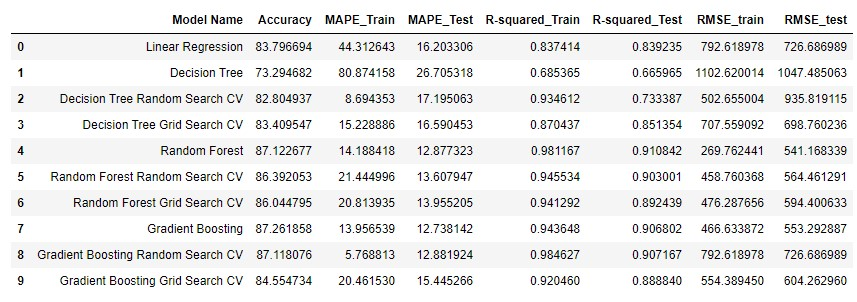 Model Name Accuracy MAPE_Train MAPE_Test R-squared_Train R-squared_Test RMSE_train RMSE_test
0 Linear Regression 83.796694 44.312643 16.203306 0.837414 0.839235 792.618978 726.686989
1 Decision Tree 73.294682 80.874158 26.705318 0.685365 0.665965 1102.620014 1047.485063
2 Decision Tree Random Search CV 82.804937 8.694353 17.195063 0.934612 0.733387 502.655004 935.819115
3 Decision Tree Grid Search CV 83.409547 15.228886 16.590453 0.870437 0.851354 707.559092 698.760236
4 Random Forest 87.122677 14.188418 12.877323 0.981167 0.910842 269.762441 541.168339
5 Random Forest Random Search CV 86.392053 21.444996 13.607947 0.945534 0.903001 458.760368 564.461291
6 Random Forest Grid Search CV 86.044795 20.813935 13.955205 0.941292 0.892439 476.287656 594.400633
7 Gradient Boosting 87.261858 13.956539 12.738142 0.943648 0.906802 466.633872 553.292887
8 Gradient Boosting Random Search CV 87.118076 5.768813 12.881924 0.984627 0.907167 792.618978 726.686989
9 Gradient Boosting Grid Search CV 84.554734 20.461530 15.445266 0.920460 0.888840 554.389450 604.262960